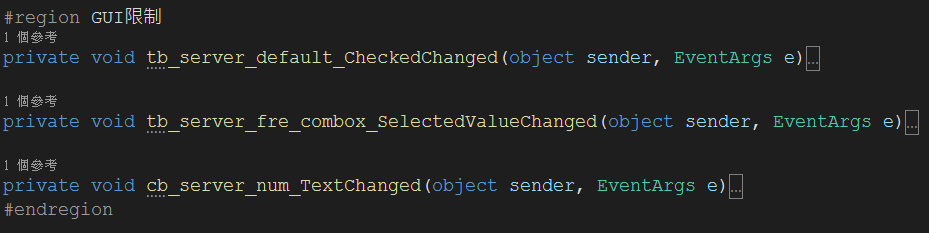 #region GUI限制
1 個參考
private void tb_server_default_CheckedChanged(object sender, EventArgs e)...
1 個參考
private void tb_server_fre_combox_SelectedValueChanged(object sender, EventArgs e)...
1 個參考
private void cb_server_num_TextChanged(object sender, EventArgs e)...
#endregion